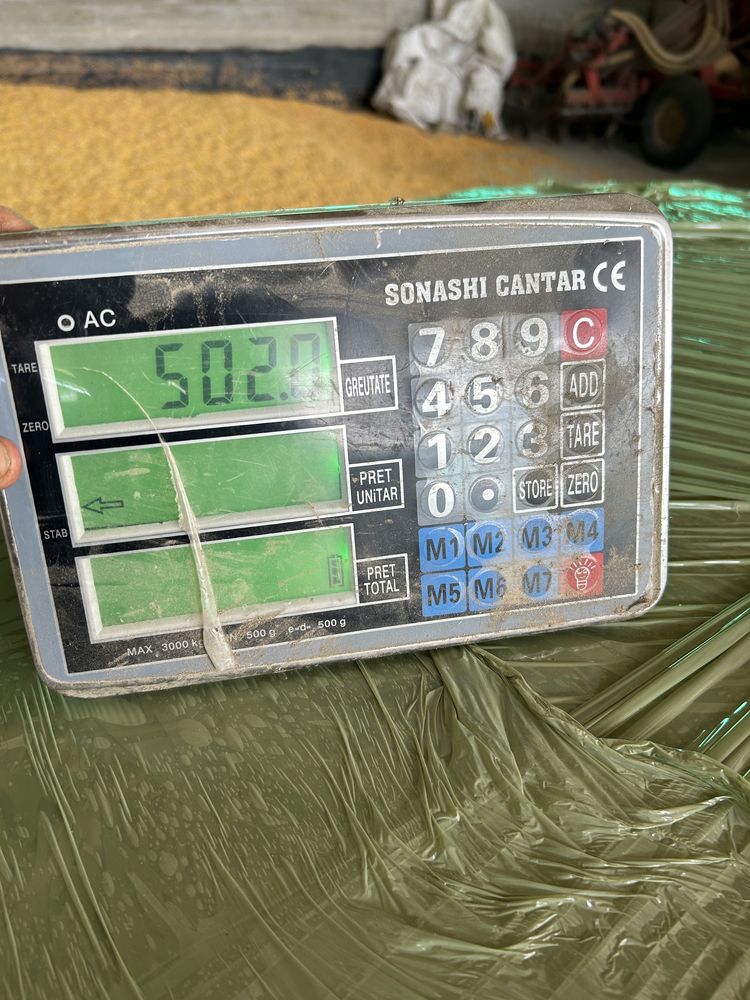 SONASHI CANTAR CE
AC
TARE
502.0
GREUTATE
ZERO
PRET
UNITAR
STAB
PRET
TOTAL
MAX 3000 500 g e=d= 500 g
7 8 9 C
4 5 6 ADD
1 2 3 TARE
0 . STORE ZERO
M1 M2 M3 M4
M5 M6 M7